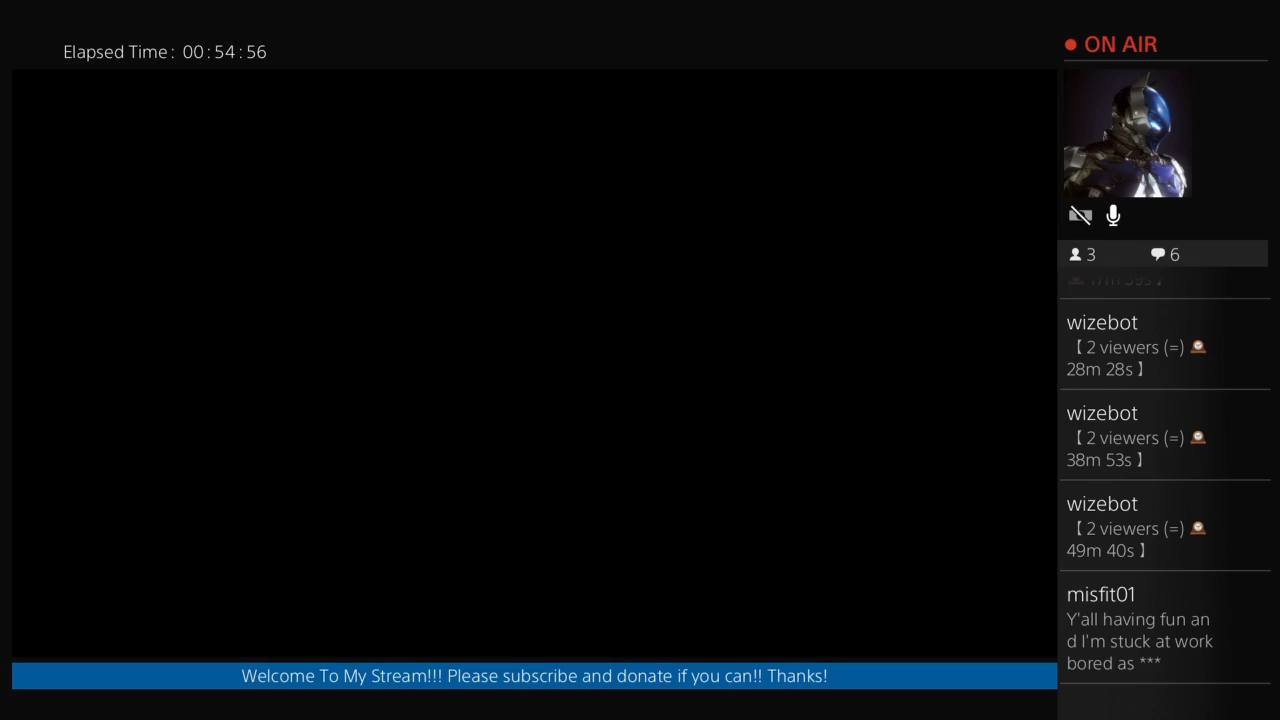 Elapsed Time: 00:54:56
ON AIR
3
6
wizebot
【2 viewers (=) 🕰
28m 28s】
wizebot
【2 viewers (=) 🕰
38m 53s】
wizebot
【2 viewers (=) 🕰
49m 40s】
misfit01
Y'all having fun an
d I'm stuck at work
bored as ***
Welcome To My Stream!!! Please subscribe and donate if you can!! Thanks!